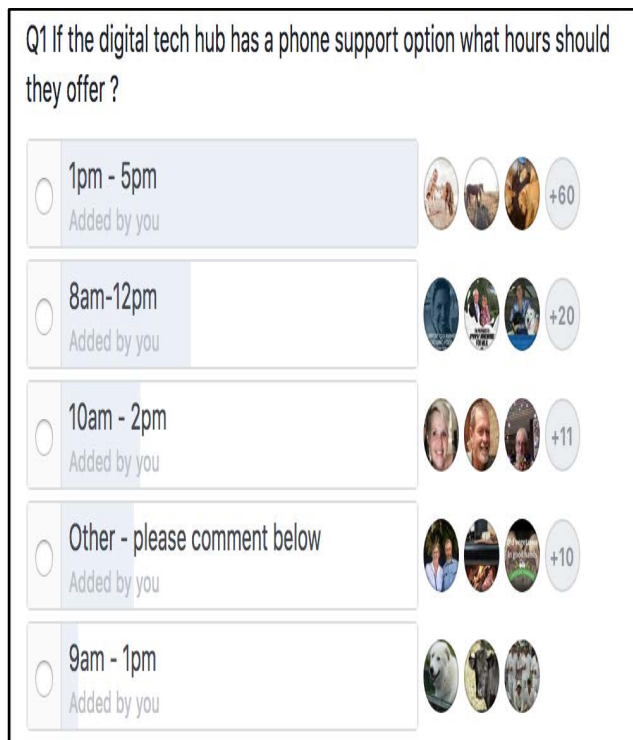 Q1 If the digital tech hub has a phone support option what hours should
they offer ?
1pm - 5pm
Added by you
+60
8am-12pm
Added by you
+20
10am - 2pm
Added by you
+11
Other - please comment below
Added by you
+10
9am - 1pm
Added by you